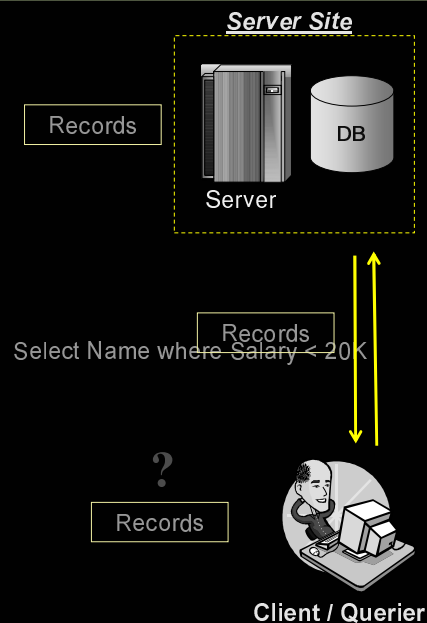 Server Site
Records
DB
Server
Records
Select Name where Salary < 20K
?
Records
Client / Querier